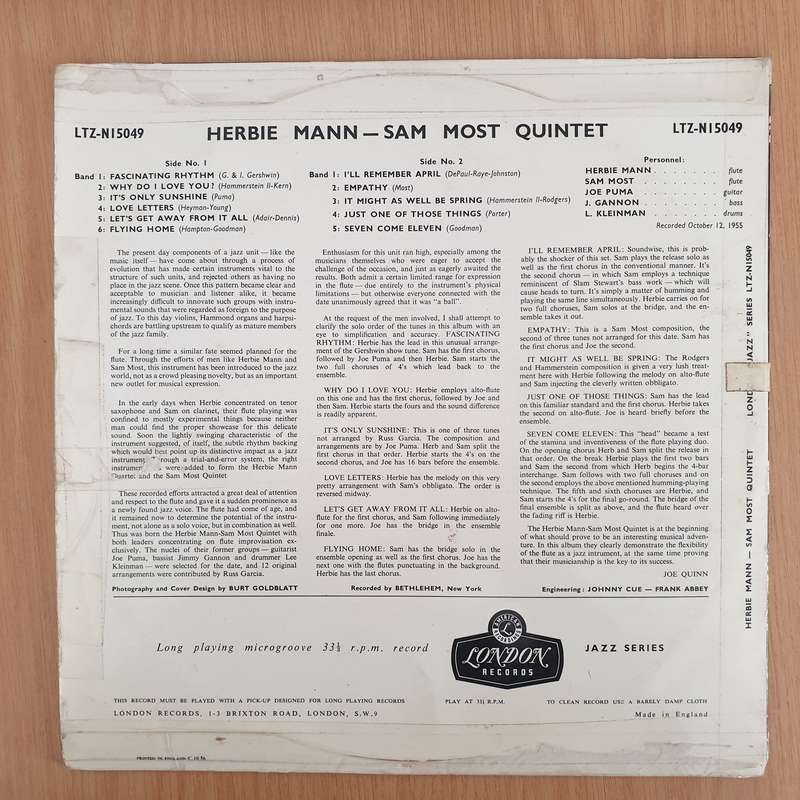 LTZ-N15049
HERBIE MANN — SAM MOST QUINTET
LTZ-N15049
Side No. 1
Band 1: FASCINATING RHYTHM (G. & I. Gershwin)
2: WHY DO I LOVE YOU? (Hammerstein II-Kern)
3: IT'S ONLY SUNSHINE (Puma)
4: LOVE LETTERS (Heyman-Young)
5: LET'S GET AWAY FROM IT ALL (Adair-Dennis)
6: FLYING HOME (Hampton-Goodman)
Side No. 2
Band 1: I'LL REMEMBER APRIL (DePaul-Raye-Johnston)
2: EMPATHY (Most)
3: IT MIGHT AS WELL BE SPRING (Hammerstein II-Rodgers)
4: JUST ONE OF THOSE THINGS (Porter)
5: SEVEN COME ELEVEN (Goodman)
Personnel:
HERBIE MANN . . . . . . . flute
SAM MOST . . . . . . . . flute
JOE PUMA . . . . . . . . guitar
J. GANNON . . . . . . . . bass
L. KLEINMAN . . . . . . . drums
Recorded October 12, 1955
The present day components of a jazz unit — like the
music itself — have come about through a process of
evolution that has made certain instruments vital to the
structure of such units, and rejected others as having no
place in the jazz scene. Once this pattern became clear and
acceptable to musician and listener alike, it became
increasingly difficult to innovate such groups with instru-
mental sounds that were regarded as foreign to the purpose
of jazz. To this day violins, Hammond organs and harpsi-
chords are battling upstream to qualify as mature members
of the jazz family.
For a long time a similar fate seemed planned for the
flute. Through the efforts of men like Herbie Mann and
Sam Most, this instrument has been introduced to the jazz
world, not as a crowd pleasing novelty, but as an important
new outlet for musical expression.
In the early days when Herbie concentrated on tenor
saxophone and Sam on clarinet, their flute playing was
confined to mostly experimental things because neither
man could find the proper showcase for this delicate
sound. Soon the lightly swinging characteristic of the
instrument suggested, of itself, the subtle rhythm backing
which would best point up its distinctive impact as a jazz
instrument. Through a trial-and-error system, the right
were added to form the Herbie Mann
Quartet and the Sam Most Quintet
These recorded efforts attracted a great deal of attention
and respect to the flute and gave it a sudden prominence as
a newly found jazz voice. The flute had come of age, and
it remained now to determine the potential of the instru-
ment, not alone as a solo voice, but in combination as well.
Thus was born the Herbie Mann-Sam Most Quintet with
both leaders concentrating on flute improvisation ex-
clusively. The nuclei of their former groups — guitarist
Joe Puma, bassist Jimmy Gannon and drummer Lee
Kleinman — were selected for the date, and 12 original
arrangements were contributed by Russ Garcia.
Enthusiasm for this unit ran high, especially among the
musicians themselves who were eager to accept the
challenge of the occasion, and just as eagerly awaited the
results. Both admit a certain limited range for expression
in the flute — due entirely to the instrument's physical
limitations — but otherwise everyone connected with the
date unanimously agreed that it was "a ball".
At the request of the men involved, I shall attempt to
clarify the solo order of the tunes in this album with an
eye to simplification and accuracy. FASCINATING
RHYTHM: Herbie has the lead in this unusual arrange-
ment of the Gershwin show tune. Sam has the first chorus,
followed by Joe Puma and then Herbie. Sam starts the
two full choruses of 4's which lead back to the
ensemble.
WHY DO I LOVE YOU: Herbie employs alto-flute
on this one and has the first chorus, followed by Joe and
then Sam. Herbie starts the fours and the sound difference
is readily apparent.
IT'S ONLY SUNSHINE: This is one of three tunes
not arranged by Russ Garcia. The composition and
arrangements are by Joe Puma. Herb and Sam split the
first chorus in that order. Herbie starts the 4's on the
second chorus, and Joe has 16 bars before the ensemble.
LOVE LETTERS: Herbie has the melody on this very
pretty arrangement with Sam's obbligato. The order is
reversed midway.
LET'S GET AWAY FROM IT ALL: Herbie on alto-
flute for the first chorus, and Sam following immediately
for one more. Joe has the bridge in the ensemble
finale.
FLYING HOME: Sam has the bridge solo in the
ensemble opening as well as the first chorus. Joe has the
next one with the flutes punctuating in the background.
Herbie has the last chorus.
I'LL REMEMBER APRIL: Soundwise, this is prob-
ably the shocker of this set. Sam plays the release solo as
well as the first chorus in the conventional manner. It's
the second chorus — in which Sam employs a technique
reminiscent of Slam Stewart's bass work — which will
cause heads to turn. It's simply a matter of humming and
playing the same line simultaneously. Herbie carries on for
two full choruses, Sam solos at the bridge, and the en-
semble takes it out.
EMPATHY: This is a Sam Most composition, the
second of three tunes not arranged for this date. Sam has
the first chorus and Joe the second.
IT MIGHT AS WELL BE SPRING: The Rodgers
and Hammerstein composition is given a very lush treat-
ment here with Herbie following the melody on alto-flute
and Sam injecting the cleverly written obbligato.
JUST ONE OF THOSE THINGS: Sam has the lead
on this familiar standard and the first chorus. Herbie takes
the second on alto-flute. Joe is heard briefly before the
ensemble.
SEVEN COME ELEVEN: This "head" became a test
of the stamina and inventiveness of the flute playing duo.
On the opening chorus Herb and Sam split the release in
that order. On the break Herbie plays the first two bars
and Sam the second from which Herb begins the 4-bar
interchange. Sam follows with two full choruses and on
the second employs the above mentioned humming-playing
technique. The fifth and sixth choruses are Herbie, and
Sam starts the 4's for the final go-round. The bridge of the
final ensemble is split as above, and the flute heard over
the fading riff is Herbie.
The Herbie Mann-Sam Most Quintet is at the beginning
of what should prove to be an interesting musical adven-
ture. In this album they clearly demonstrate the flexibility
of the flute as a jazz intrument, at the same time proving
that their musicianship is the key to its success.
JOE QUINN
Photography and Cover Design by BURT GOLDBLATT
Recorded by BETHLEHEM, New York
Engineering: JOHNNY CUE — FRANK ABBEY
Long playing microgroove 33⅓ r.p.m. record
AMERICAN
L
RECORDINGS
LONDON
RECORDS
JAZZ SERIES
THIS RECORD MUST BE PLAYED WITH A PICK-UP DESIGNED FOR LONG PLAYING RECORDS
PLAY AT 33⅓ R.P.M.
TO CLEAN RECORD USE A BARELY DAMP CLOTH
LONDON RECORDS, 1-3 BRIXTON ROAD, LONDON, S.W.9
Made in England
PRINTED IN ENGLAND
HERBIE MANN — SAM MOST QUINTET LOND JAZZ" SERIES LTZ-N15049